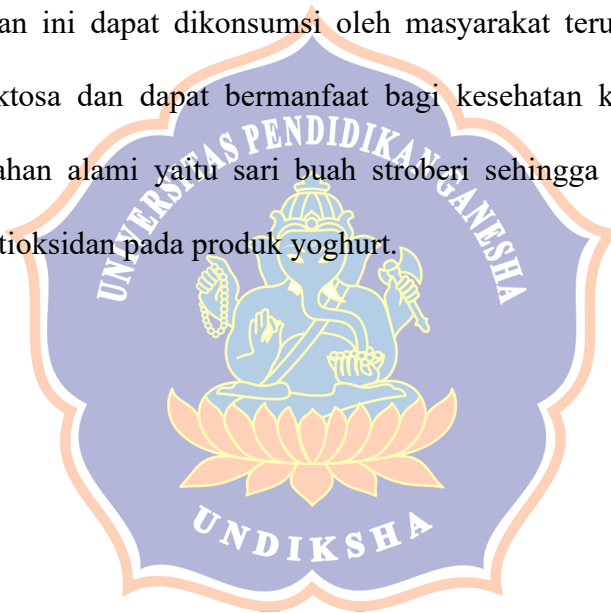 an ini dapat dikonsumsi oleh masyarakat teru
ktosa dan dapat bermanfaat bagi kesehatan k
ahan alami yaitu sari buah stroberi sehingga
tioksidan pada produk yoghurt.
UNIVERSITAS PENDIDIKAN GANESHA
UNDIKSHA